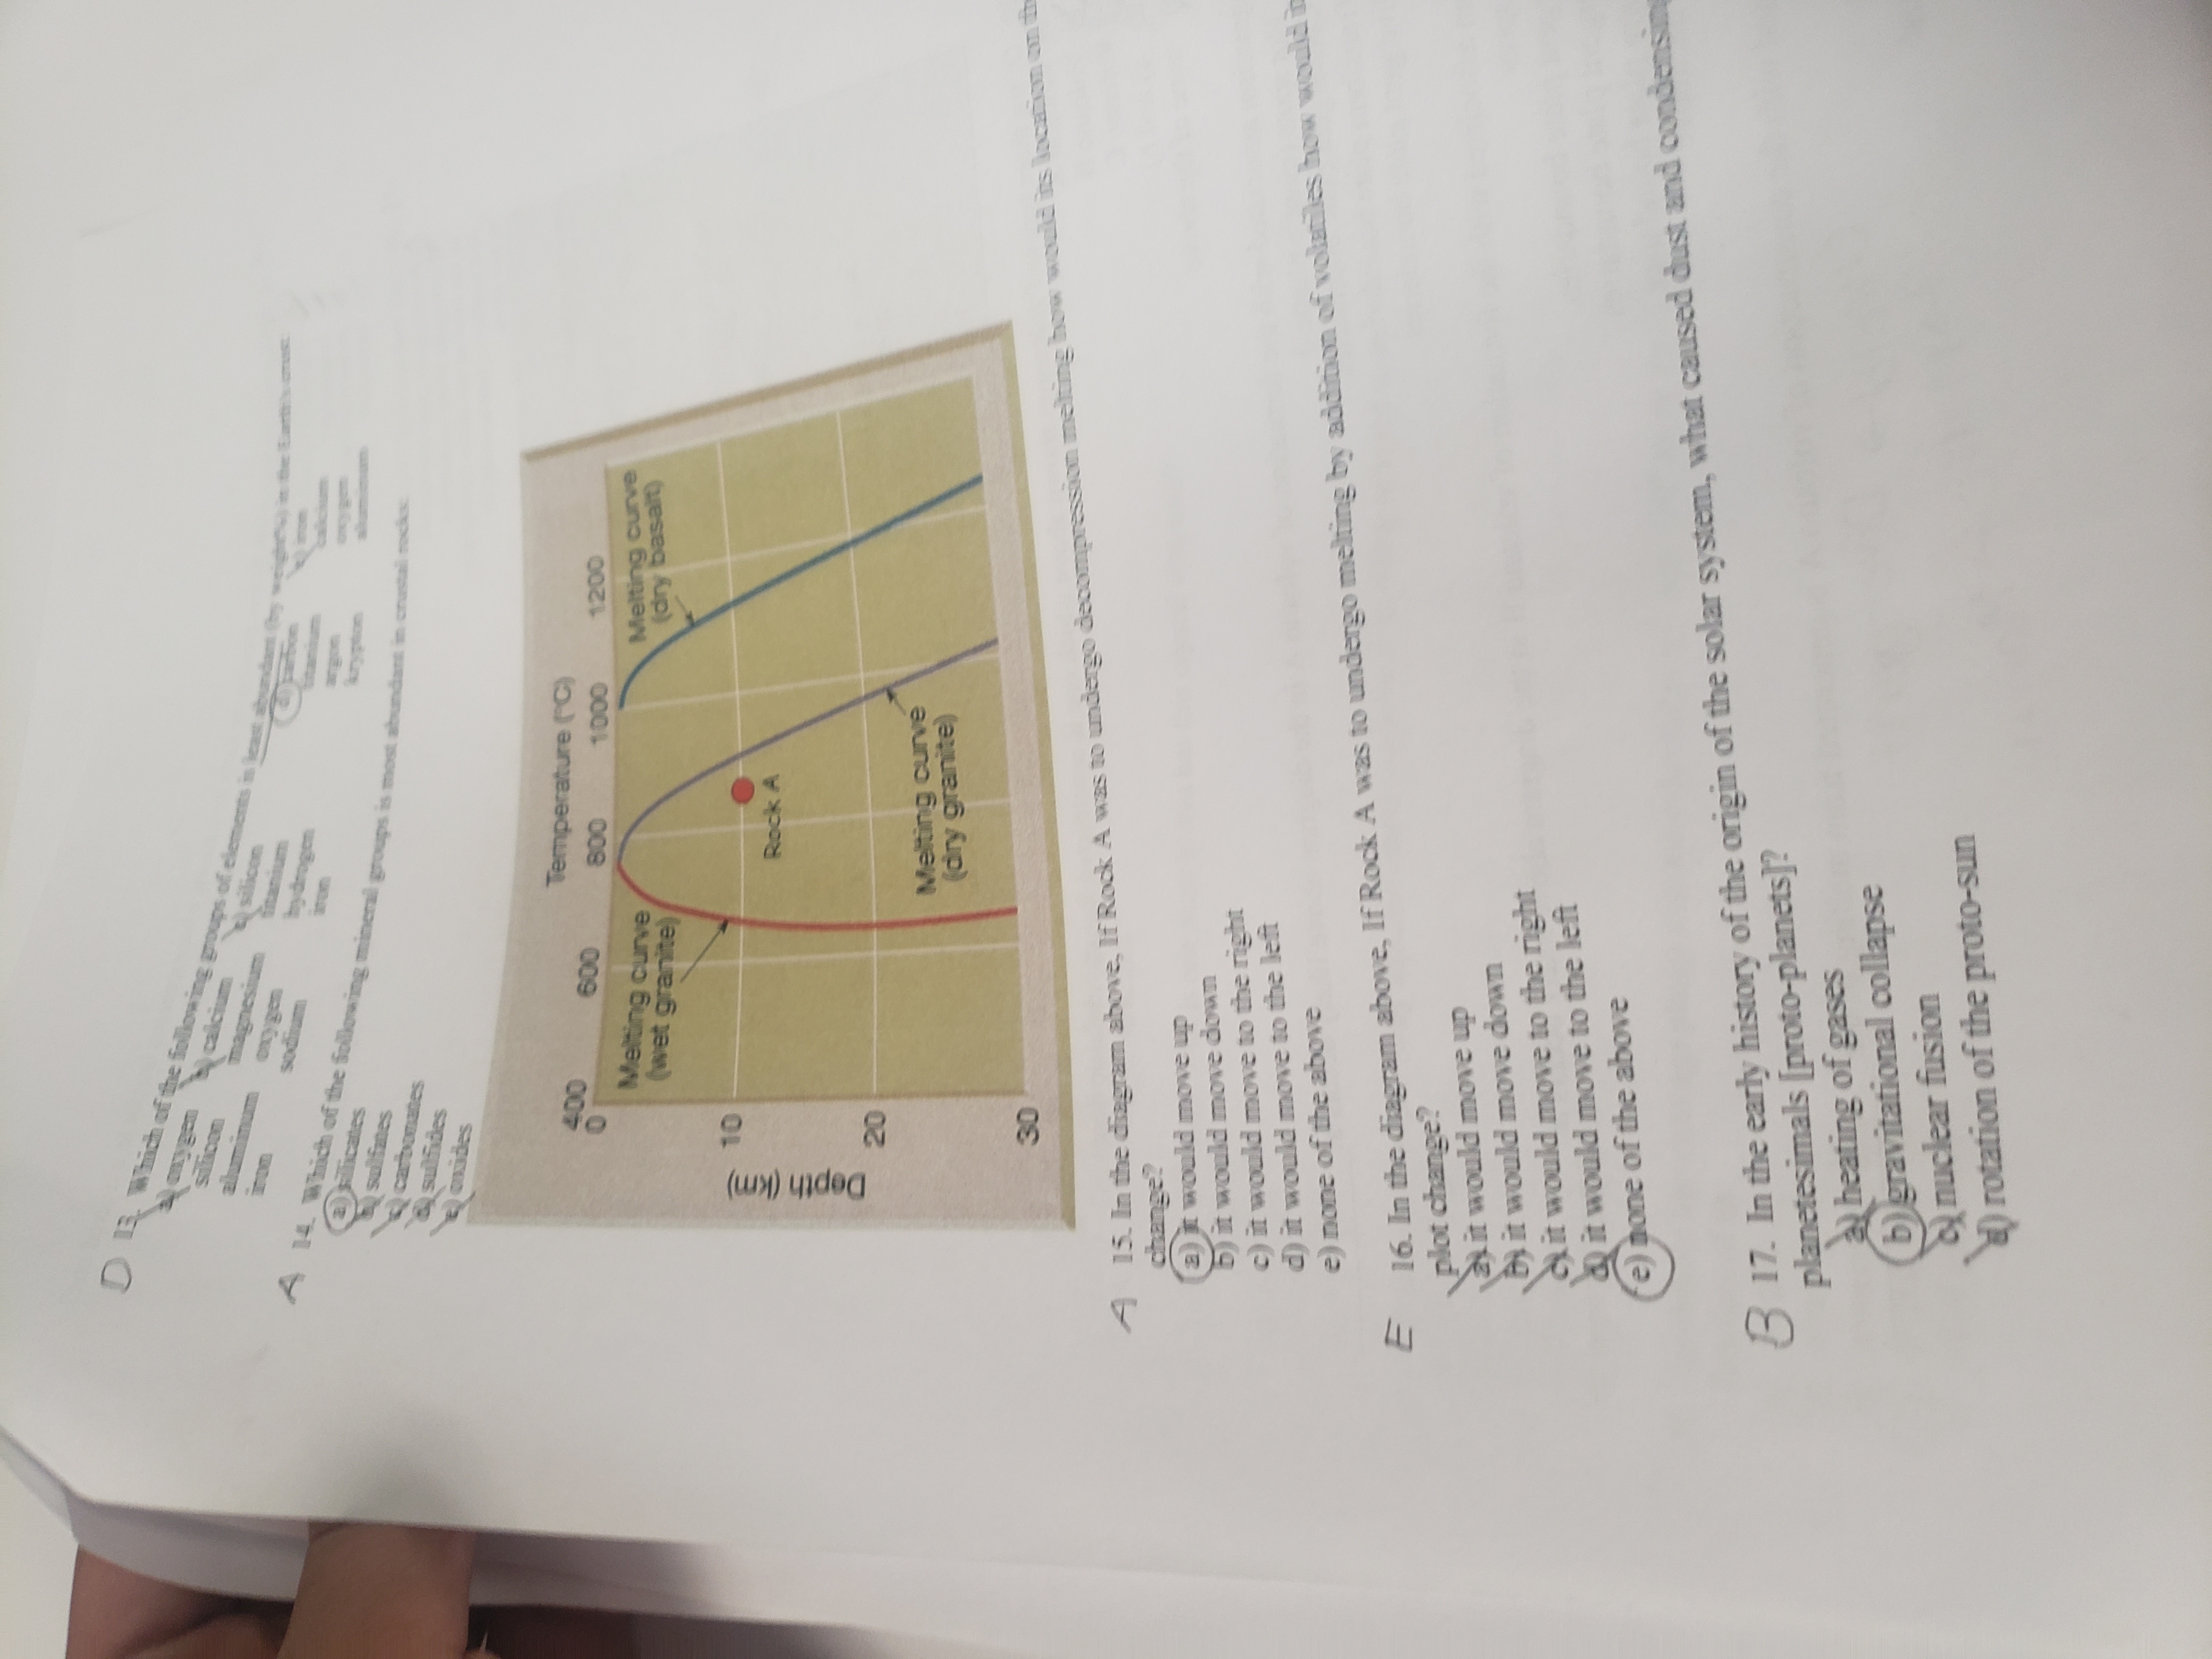 D 13. Which of the following groups of elements is least abundant (by weight%) in the Earth's crust:
a) oxygen b) calcium c) silicon d) carbon e) iron
silicon magnesium titanium titanium calcium
aluminum oxygen hydrogen argon oxygen
iron sodium iron krypton aluminum
A 14. Which of the following mineral groups is most abundant in crustal rocks:
a) sillicates
b) sulfates
c) carbonates
d) sulfides
e) oxides
Temperature (°C)
400 600 800 1000 1200
0
Melting curve
(wet granite)
Melting curve
(dry basalt)
10
Rock A
Depth (km)
20
Melting curve
(dry granite)
30
A 15. In the diagram above, If Rock A was to undergo decompression melting how would its location on
change?
a) it would move up
b) it would move down
c) it would move to the right
d) it would move to the left
e) none of the above
E 16. In the diagram above, If Rock A was to undergo melting by addition of volatiles how would
plot change?
a) it would move up
b) it would move down
c) it would move to the right
d) it would move to the left
e) none of the above
B 17. In the early history of the origin of the solar system, what caused dust and condensing
planetesimals [proto-planets]?
a) heating of gases
b) gravitational collapse
c) nuclear fusion
d) rotation of the proto-sun